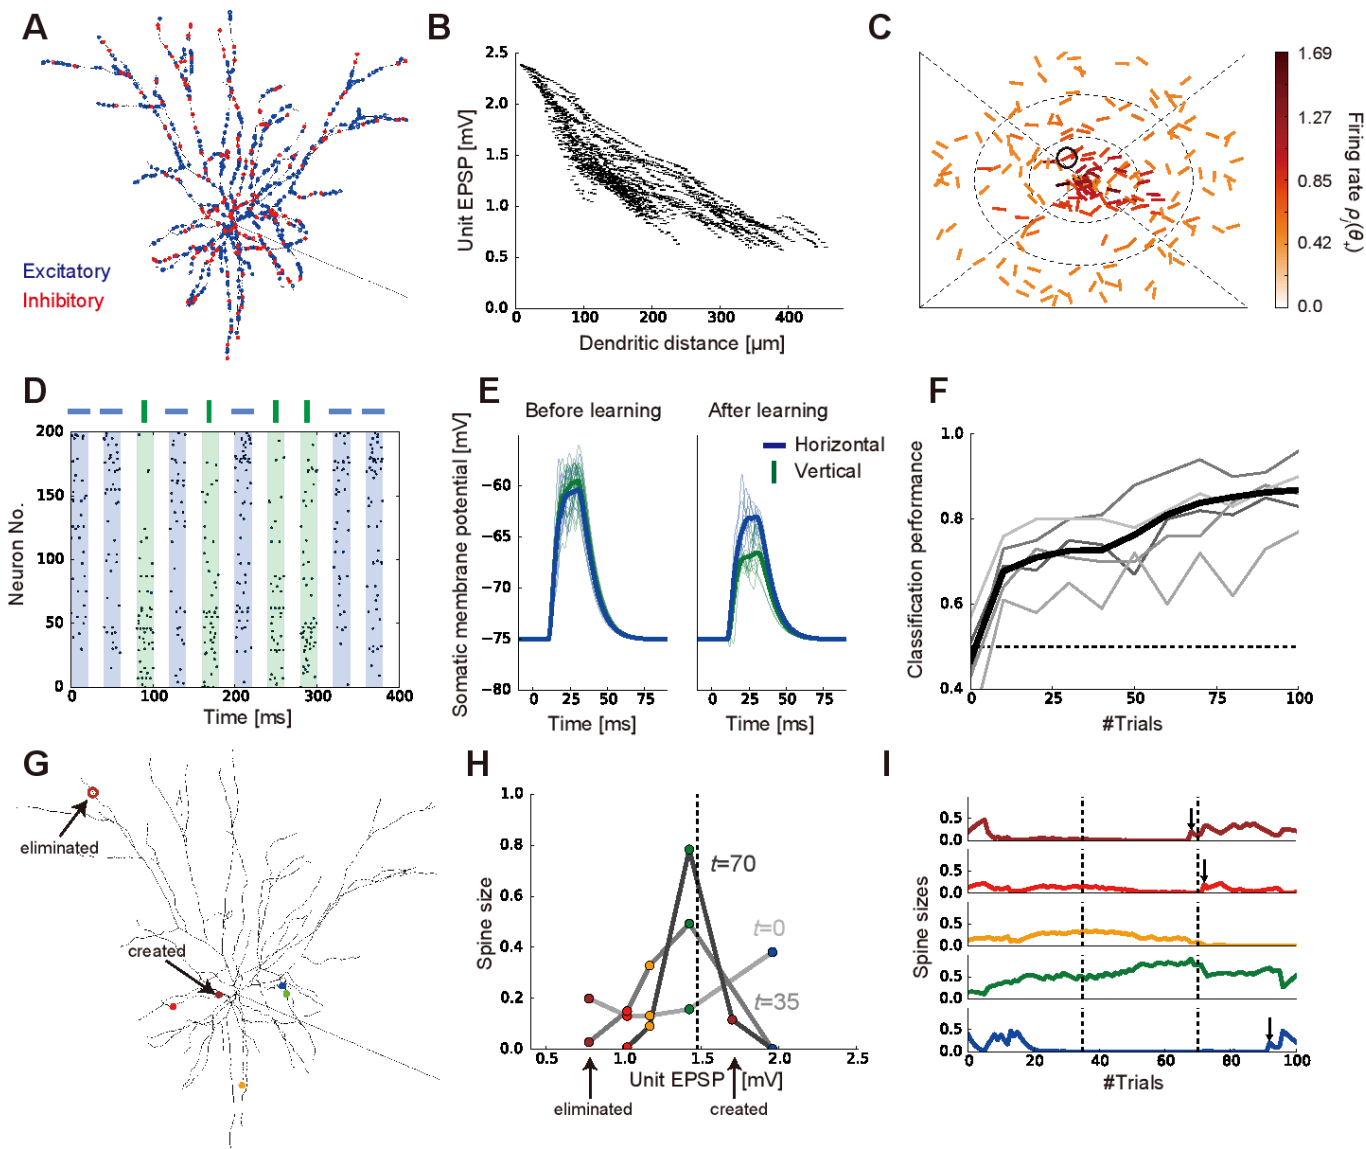 A
Excitatory
Inhibitory
B
Unit EPSP [mV]
2.5
2.0
1.5
1.0
0.5
0.0
0 100 200 300 400
Dendritic distance [μm]
C
1.69
1.27
0.85
0.42
0.0
Firing rate ρj(θ+)
D
Neuron No.
200
150
100
50
0
0 100 200 300 400
Time [ms]
E
Before learning After learning
Somatic membrane potential [mV]
Horizontal
Vertical
−60
−65
−70
−75
−80
0 25 50 75 0 25 50 75
Time [ms] Time [ms]
F
Classification performance
1.0
0.8
0.6
0.4
0 25 50 75 100
#Trials
G
eliminated
created
H
Spine size
1.0
0.8
0.6
0.4
0.2
0.0
t=70
t=0
t=35
0.5 1.0 1.5 2.0 2.5
Unit EPSP [mV]
eliminated created
I
Spine sizes
0.5
0.0
0.5
0.0
0.5
0.0
0.5
0.0
0.5
0.0
0 20 40 60 80 100
#Trials